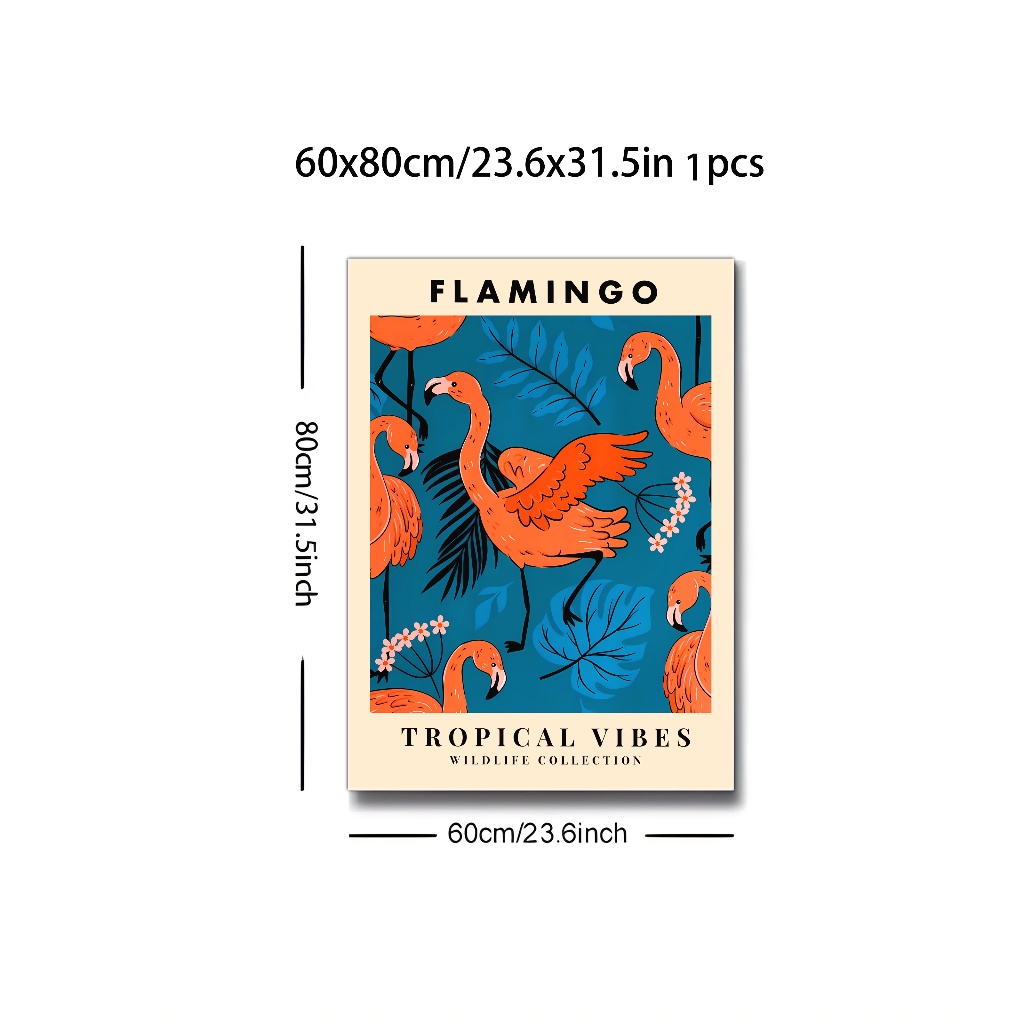 60x80cm/23.6x31.5in 1pcs
FLAMINGO
80cm/31.5inch
TROPICAL VIBES
WILDLIFE COLLECTION
60cm/23.6inch